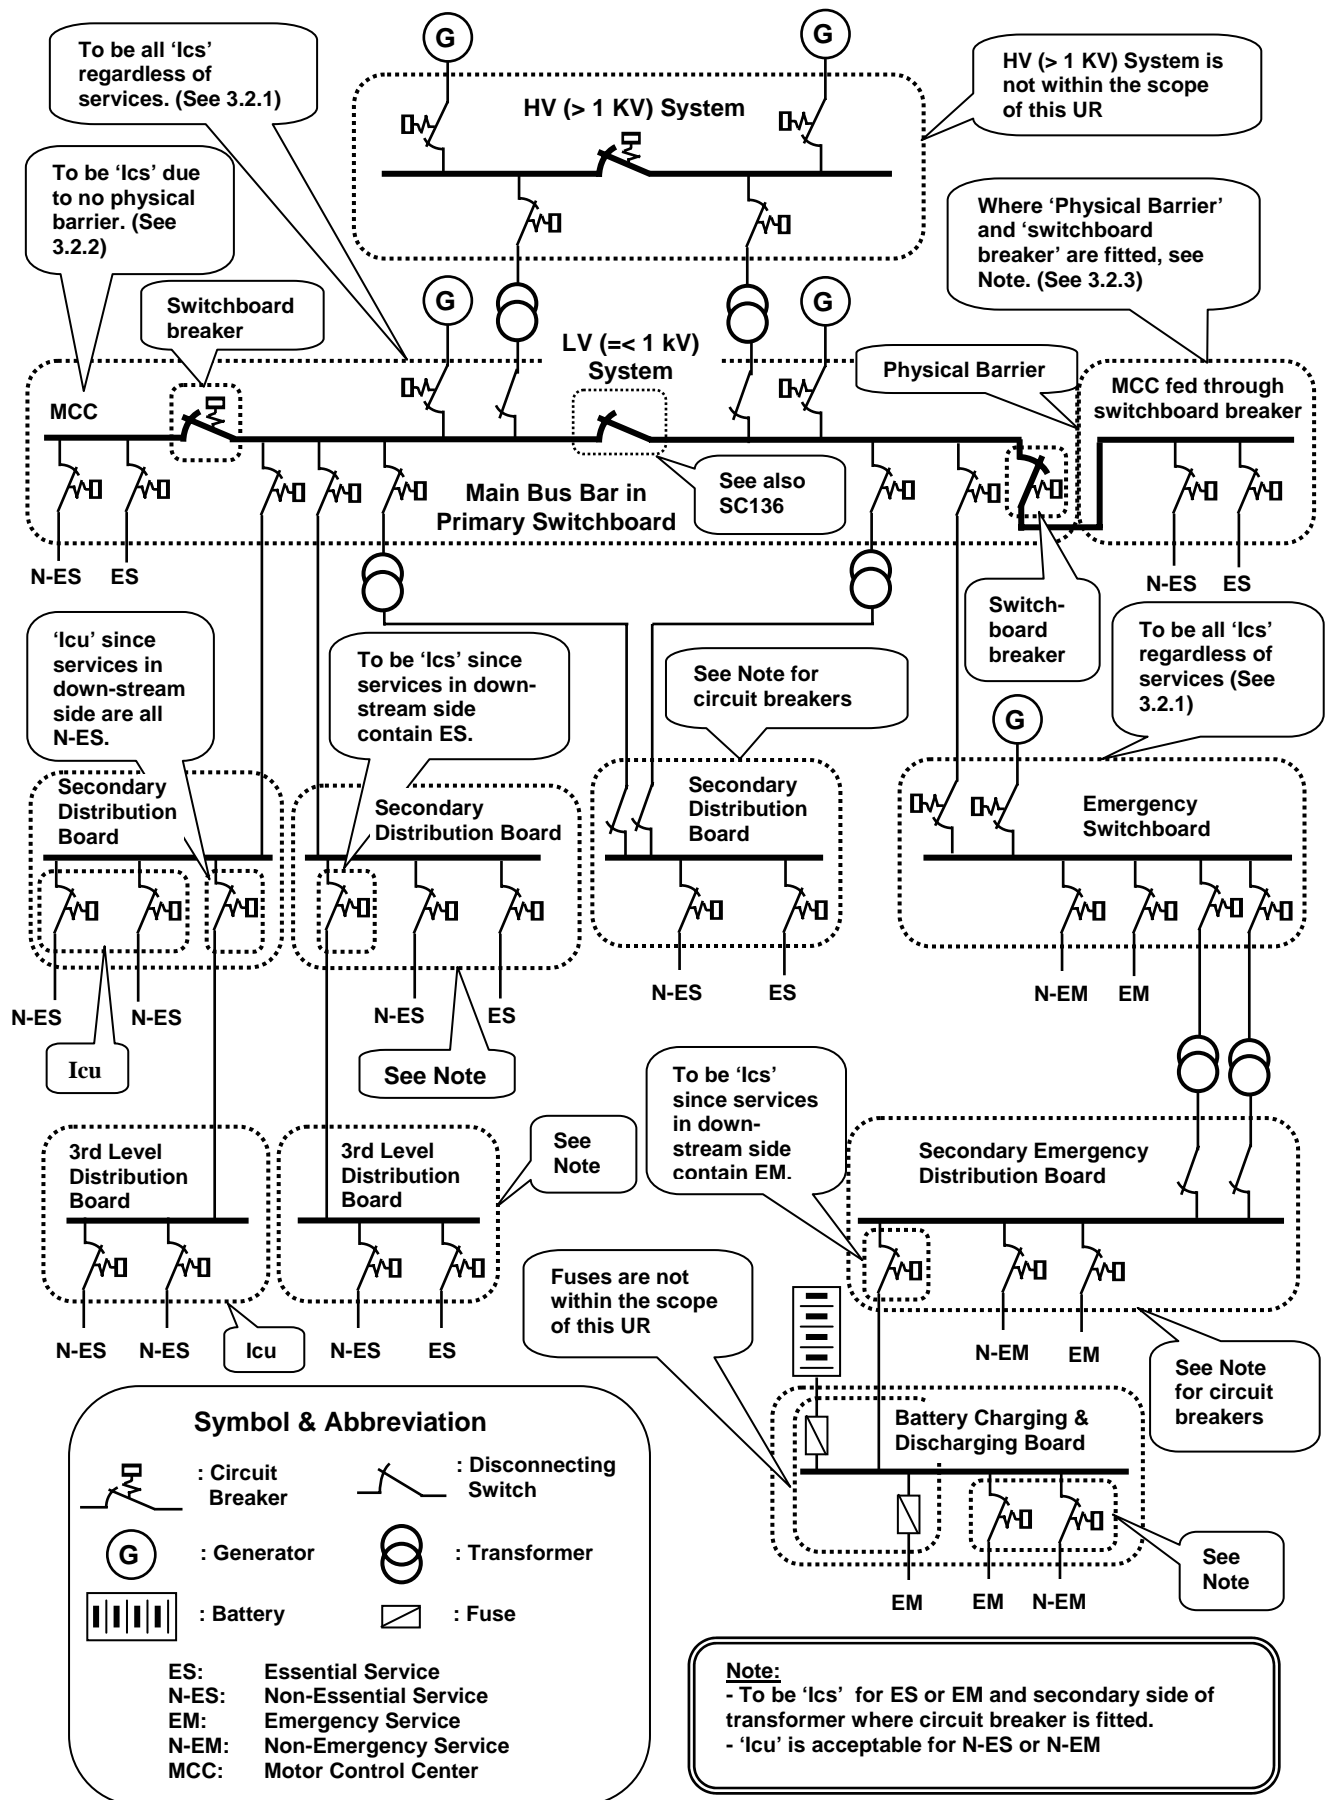 G
G
To be all 'Ics'
regardless of
services. (See 3.2.1)
HV (> 1 KV) System
HV (> 1 KV) System is
not within the scope
of this UR
To be 'Ics' due
to no physical
barrier. (See
3.2.2)
Where 'Physical Barrier'
and 'switchboard
breaker' are fitted, see
Note. (See 3.2.3)
Switchboard
breaker
G
G
LV (=< 1 kV)
System
Physical Barrier
MCC
MCC fed through
switchboard breaker
See also
SC136
Main Bus Bar in
Primary Switchboard
N-ES
ES
N-ES
ES
Switch-
board
breaker
'Icu' since
services in
down-stream
side are all
N-ES.
To be 'Ics' since
services in down-
stream side
contain ES.
See Note for
circuit breakers
To be all 'Ics'
regardless of
services (See
3.2.1)
G
Secondary
Distribution
Board
Secondary
Distribution Board
Secondary
Distribution
Board
Emergency
Switchboard
N-ES
N-ES
N-ES
ES
N-ES
ES
N-EM
EM
Icu
See Note
To be 'Ics'
since services
in down-
stream side
contain EM.
3rd Level
Distribution
Board
3rd Level
Distribution
Board
See
Note
Secondary Emergency
Distribution Board
Fuses are not
within the scope
of this UR
N-ES
N-ES
Icu
N-ES
ES
N-EM
EM
See Note
for circuit
breakers
Battery Charging &
Discharging Board
EM
EM
N-EM
See
Note
Symbol & Abbreviation
: Circuit
Breaker
: Disconnecting
Switch
G
: Generator
: Transformer
: Battery
: Fuse
ES: Essential Service
N-ES: Non-Essential Service
EM: Emergency Service
N-EM: Non-Emergency Service
MCC: Motor Control Center
Note:
- To be 'Ics' for ES or EM and secondary side of
transformer where circuit breaker is fitted.
- 'Icu' is acceptable for N-ES or N-EM